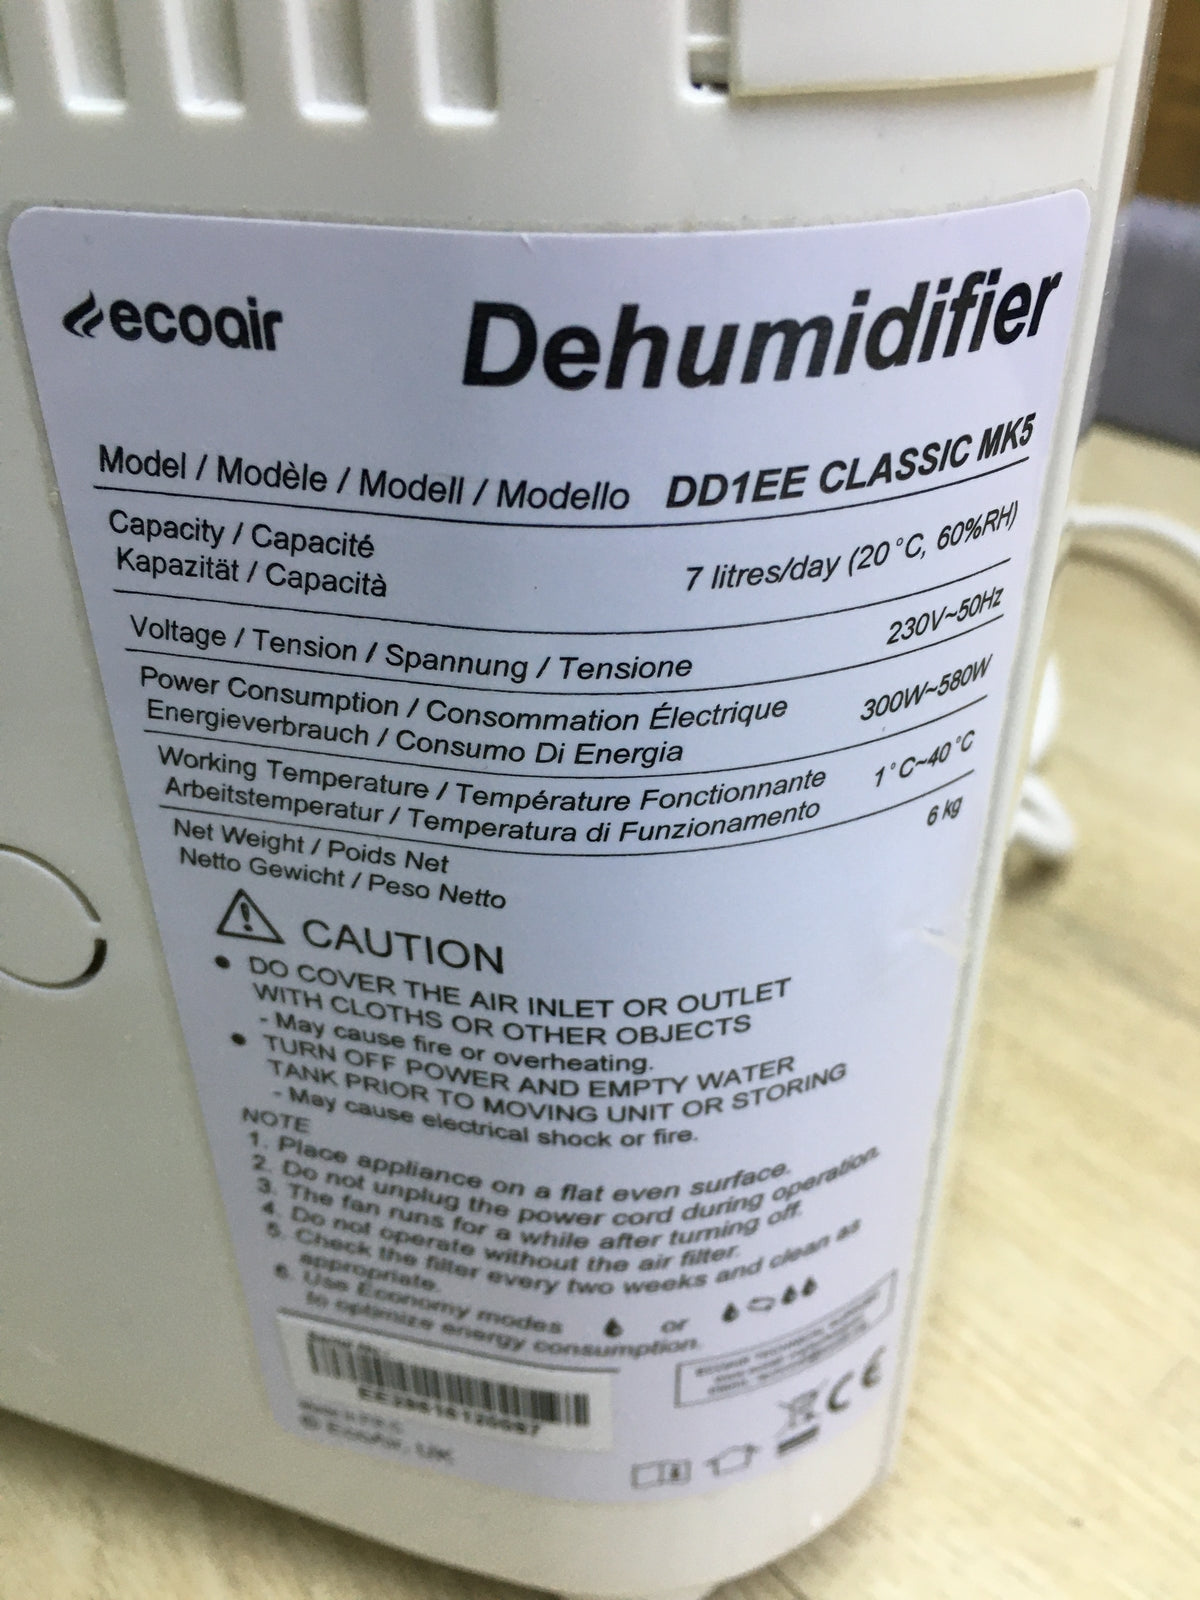 ecoair
Dehumidifier
Model / Modèle / Modell / Modello DD1EE CLASSIC MK5
Capacity / Capacité
Kapazität / Capacità
7 litres/day (20°C, 60%RH)
Voltage / Tension / Spannung / Tensione 230V~50Hz
Power Consumption / Consommation Électrique
Energieverbrauch / Consumo Di Energia
300W~580W
Working Temperature / Température Fonctionnante
Arbeitstemperatur / Temperatura di Funzionamento
1°C~40°C
Net Weight / Poids Net
Netto Gewicht / Peso Netto
6 kg
CAUTION
• DO COVER THE AIR INLET OR OUTLET
WITH CLOTHS OR OTHER OBJECTS
- May cause fire or overheating.
• TURN OFF POWER AND EMPTY WATER
TANK PRIOR TO MOVING UNIT OR STORING
- May cause electrical shock or fire.
NOTE
1. Place appliance on a flat even surface.
2. Do not unplug the power cord during operation.
3. The fan runs for a while after turning off.
4. Do not operate without the air filter.
5. Check the filter every two weeks and clean as
appropriate.
6. Use Economy modes or
to optimize energy consumption.
© EcoAir, UK
CE